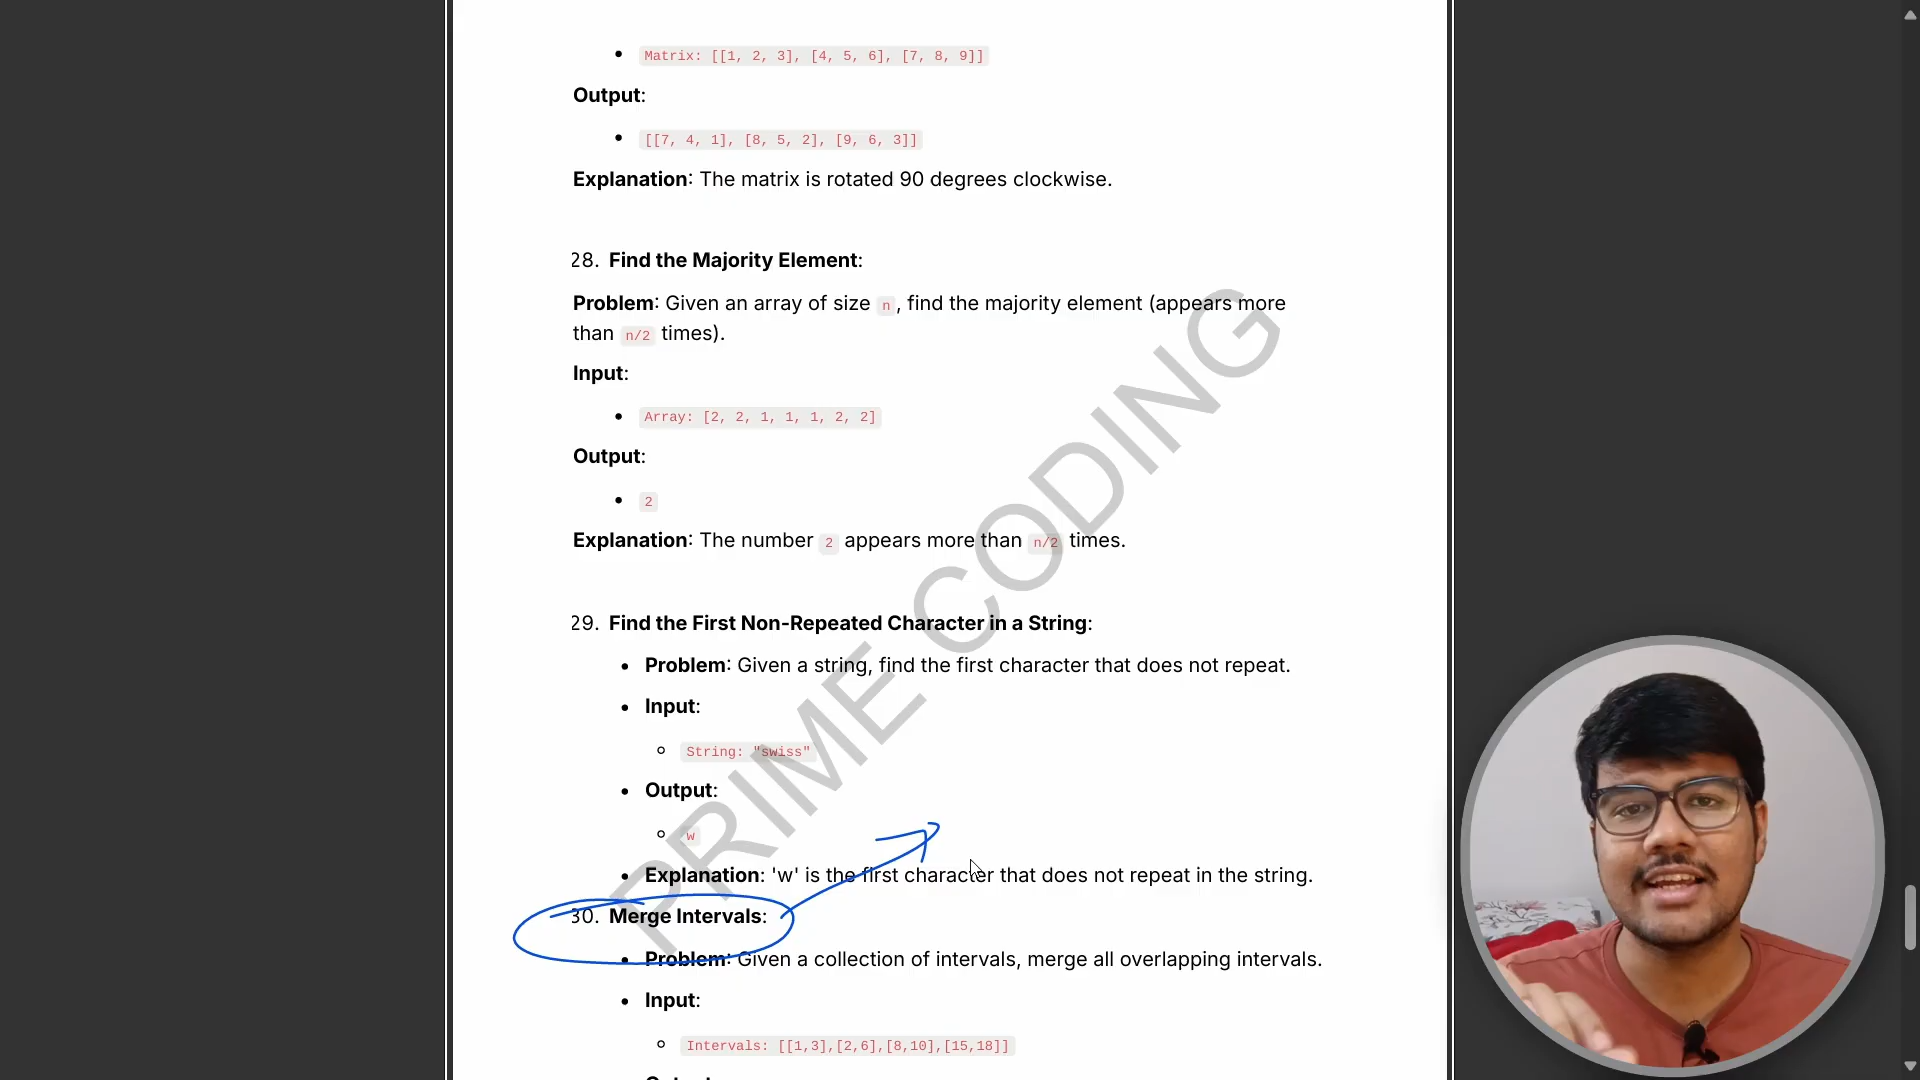 Matrix: [[1, 2, 3], [4, 5, 6], [7, 8, 9]]
Output:
[[7, 4, 1], [8, 5, 2], [9, 6, 3]]
Explanation: The matrix is rotated 90 degrees clockwise.
28. Find the Majority Element:
Problem: Given an array of size n, find the majority element (appears more
than n/2 times).
Input:
Array: [2, 2, 1, 1, 1, 2, 2]
Output:
2
Explanation: The number 2 appears more than n/2 times.
29. Find the First Non-Repeated Character in a String:
Problem: Given a string, find the first character that does not repeat.
Input:
String: "swiss"
Output:
w
Explanation: 'w' is the first character that does not repeat in the string.
30. Merge Intervals:
Problem: Given a collection of intervals, merge all overlapping intervals.
Input:
Intervals: [[1,3],[2,6],[8,10],[15,18]]
PRIME CODING